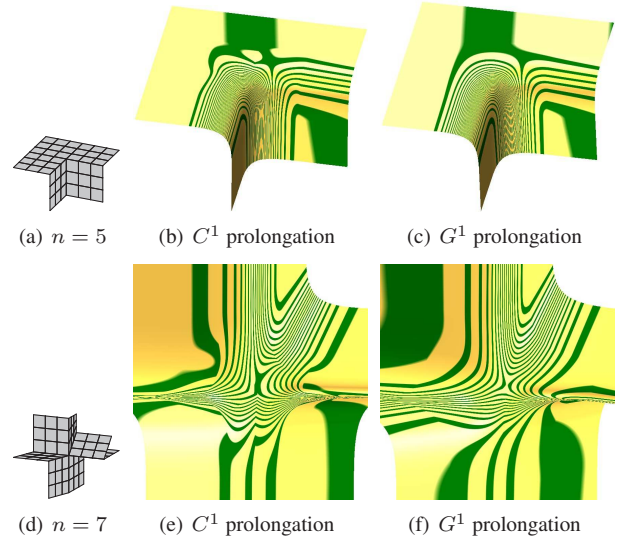 (a) n = 5 (b) C¹ prolongation (c) G¹ prolongation
(d) n = 7 (e) C¹ prolongation (f) G¹ prolongation